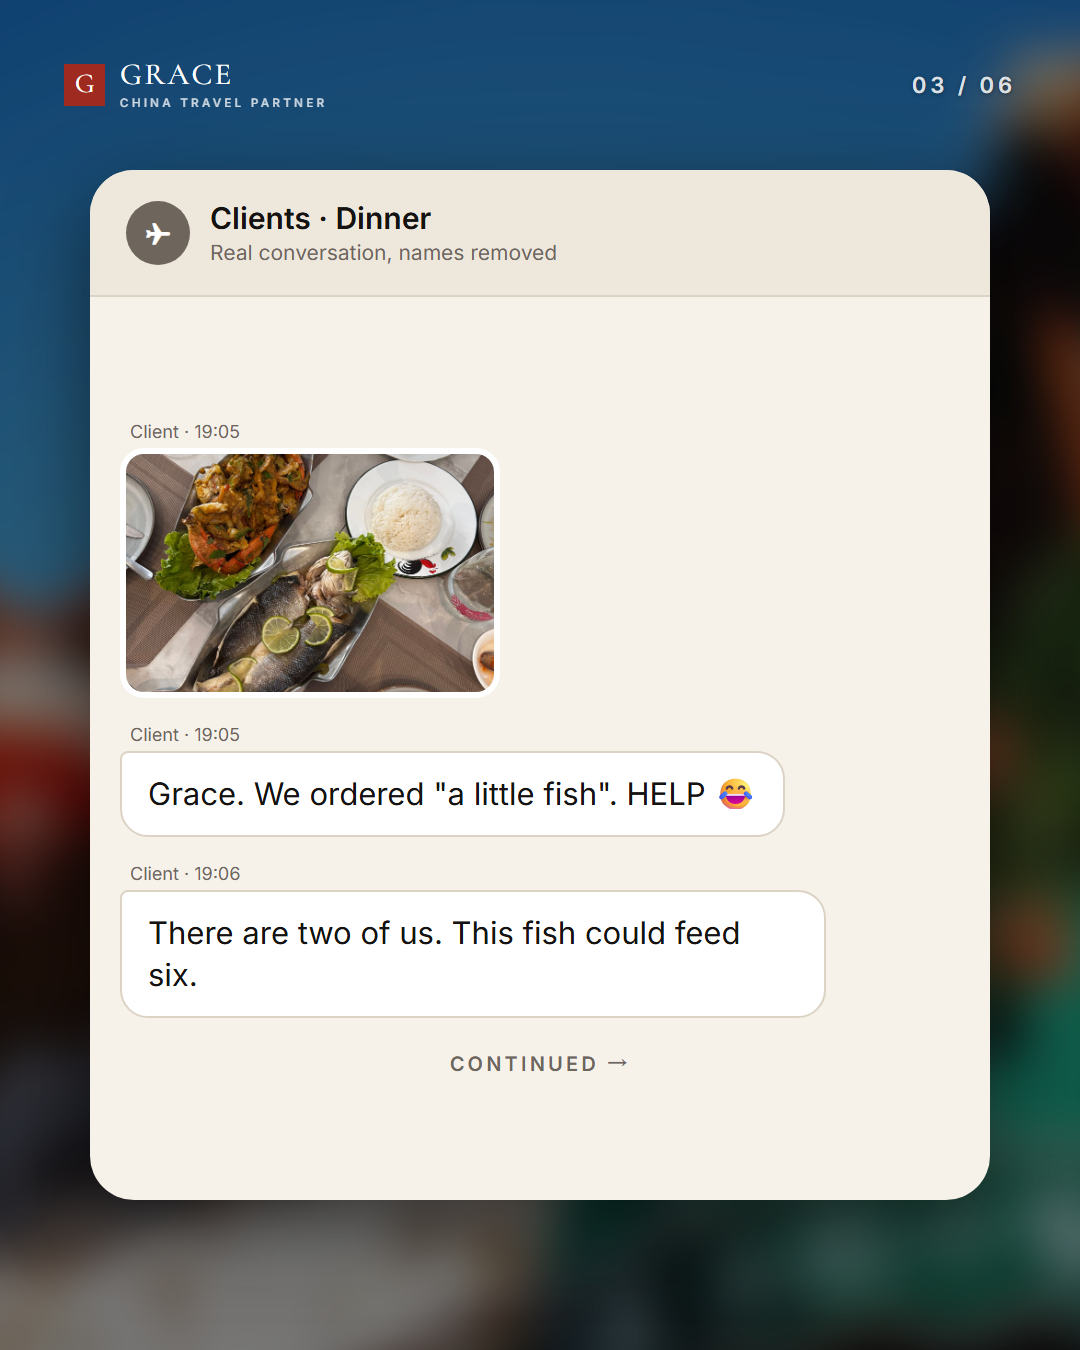 G
GRACE
CHINA TRAVEL PARTNER
03 / 06
Clients · Dinner
Real conversation, names removed
Client · 19:05
Client · 19:05
Grace. We ordered "a little fish". HELP 😂
Client · 19:06
There are two of us. This fish could feed
six.
CONTINUED →